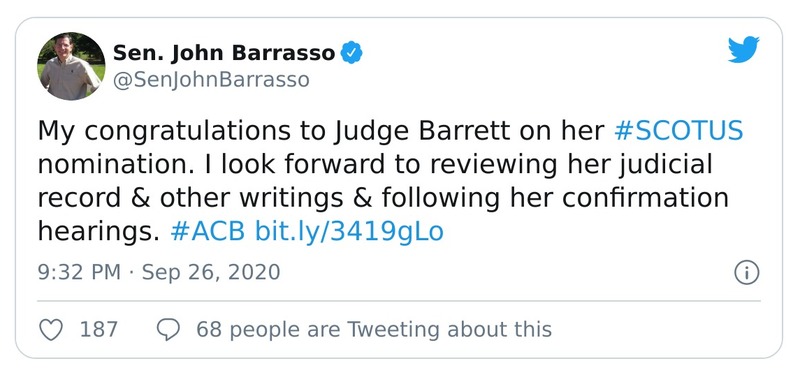 Sen. John Barrasso
@SenJohnBarrasso
My congratulations to Judge Barrett on her #SCOTUS
nomination. I look forward to reviewing her judicial
record & other writings & following her confirmation
hearings. #ACB bit.ly/3419gLo
9:32 PM · Sep 26, 2020
187
68 people are Tweeting about this